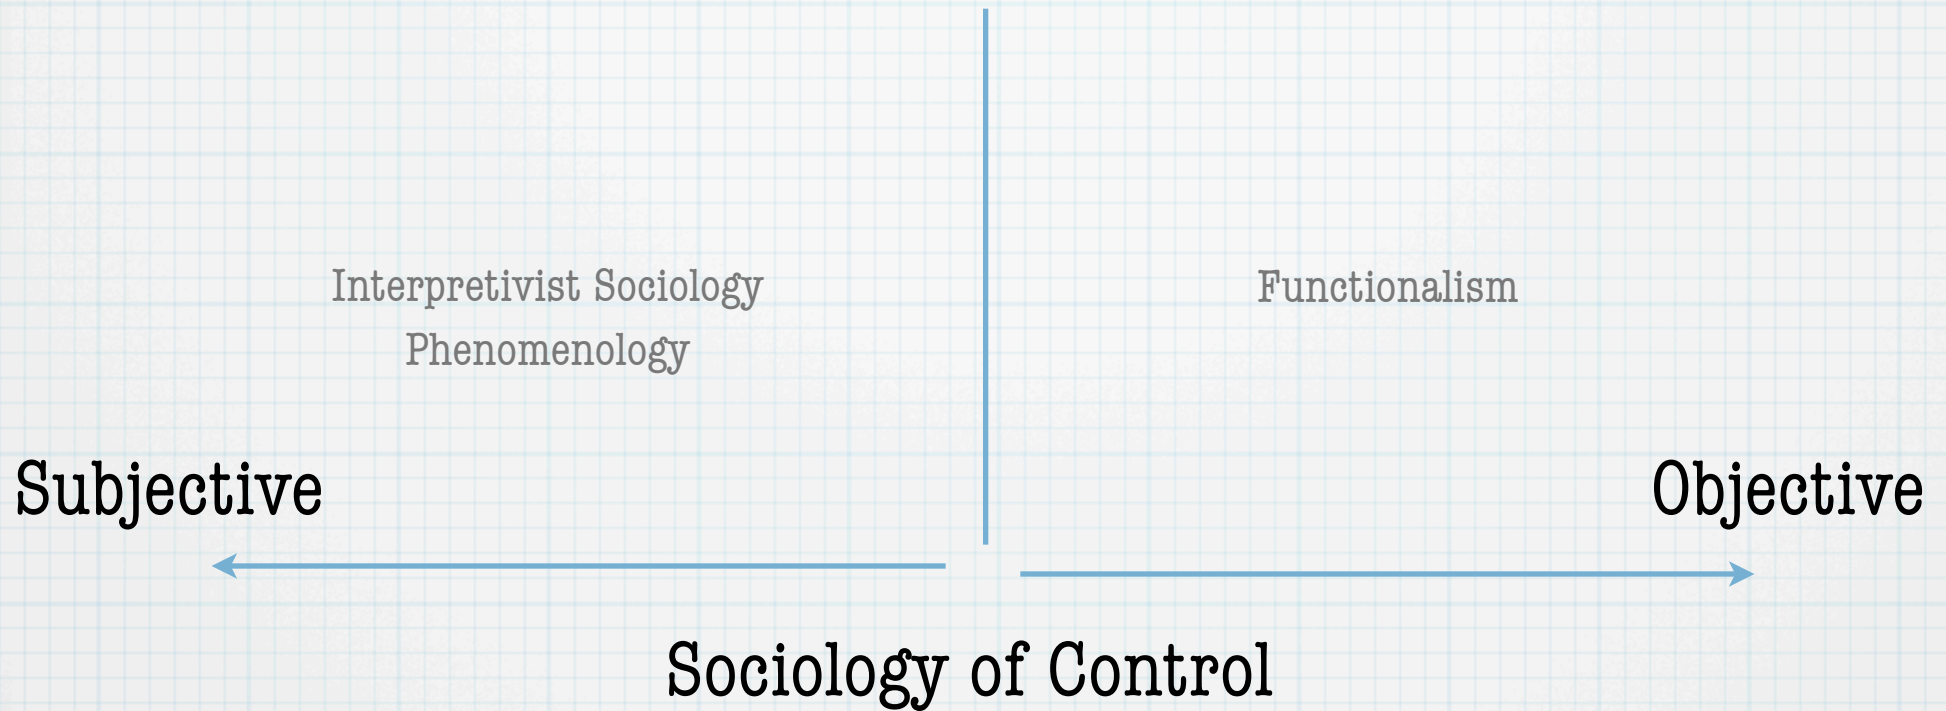 Interpretivist Sociology
Phenomenology
Functionalism
Subjective
Objective
Sociology of Control